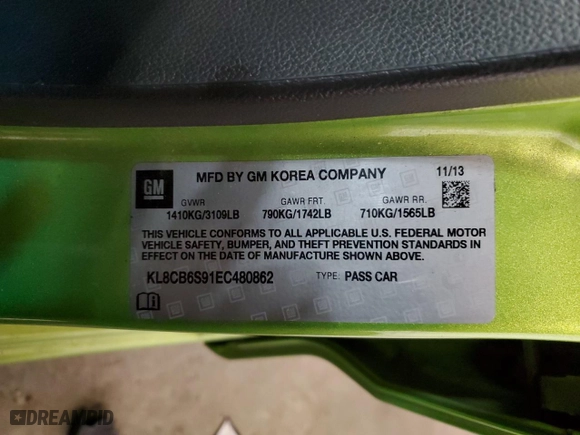 GM
MFD BY GM KOREA COMPANY
11/13
GVWR
GAWR FRT.
GAWR RR.
1410KG/3109LB
790KG/1742LB
710KG/1565LB
THIS VEHICLE CONFORMS TO ALL APPLICABLE U.S. FEDERAL MOTOR
VEHICLE SAFETY, BUMPER, AND THEFT PREVENTION STANDARDS IN
EFFECT ON THE DATE OF MANUFACTURE SHOWN ABOVE.
KL8CB6S91EC480862
TYPE: PASS CAR
DREAMBID